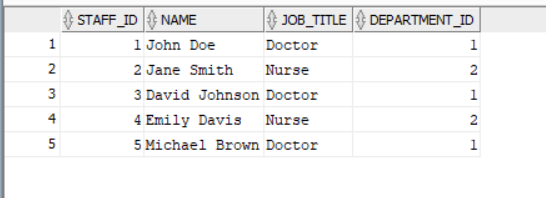 STAFF_ID NAME JOB_TITLE DEPARTMENT_ID
1 1 John Doe Doctor 1
2 2 Jane Smith Nurse 2
3 3 David Johnson Doctor 1
4 4 Emily Davis Nurse 2
5 5 Michael Brown Doctor 1